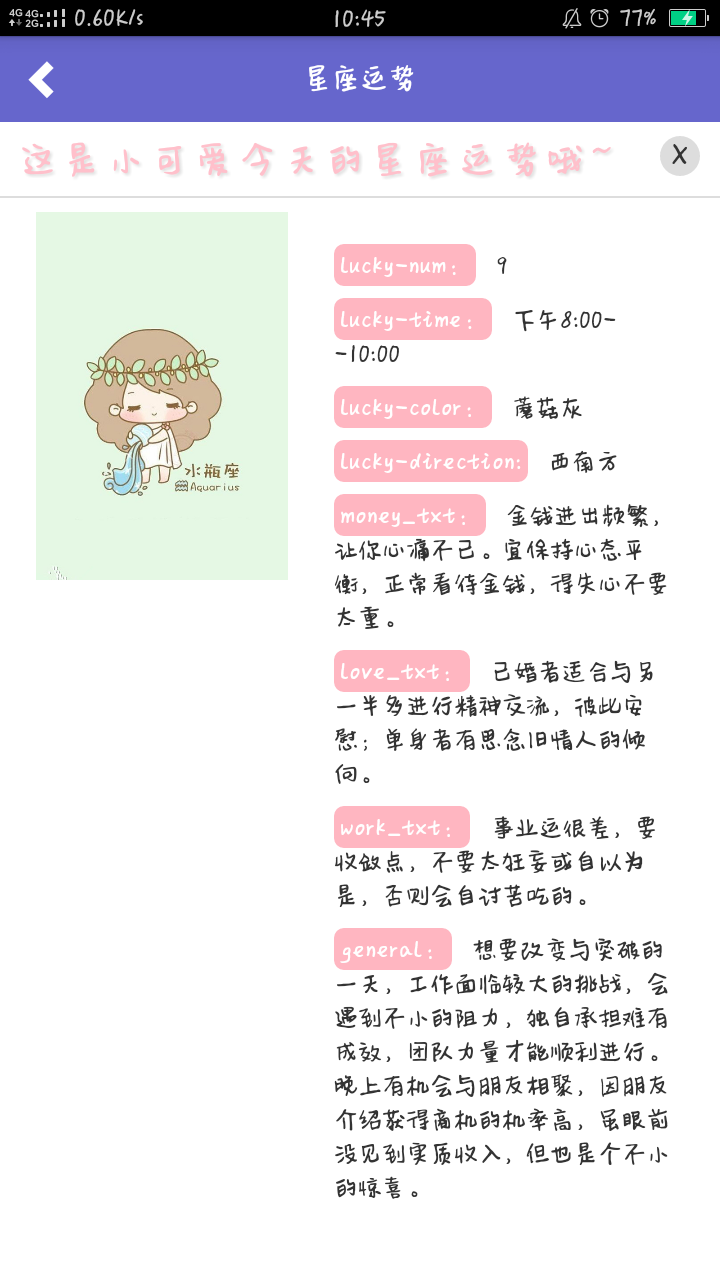 4G 4G 2G 0.60K/s 10:45 77%
星座运势
这是小可爱今天的星座运势哦~
X
lucky-num： 9
lucky-time： 下午8:00-
-10:00
lucky-color： 蘑菇灰
lucky-direction: 西南方
水瓶座
Aquarius
money_txt： 金钱进出频繁，
让你心痛不已。宜保持心态平
衡，正常看待金钱，得失心不要
太重。
love_txt： 已婚者适合与另
一半多进行精神交流，彼此安
慰；单身者有思念旧情人的倾
向。
work_txt： 事业运很差，要
收敛点，不要太狂妄或自以为
是，否则会自讨苦吃的。
general： 想要改变与突破的
一天，工作面临较大的挑战，会
遇到不小的阻力，独自承担难有
成效，团队力量才能顺利进行。
晚上有机会与朋友相聚，因朋友
介绍获得商机的机率高，虽眼前
没见到实质收入，但也是个不小
的惊喜。